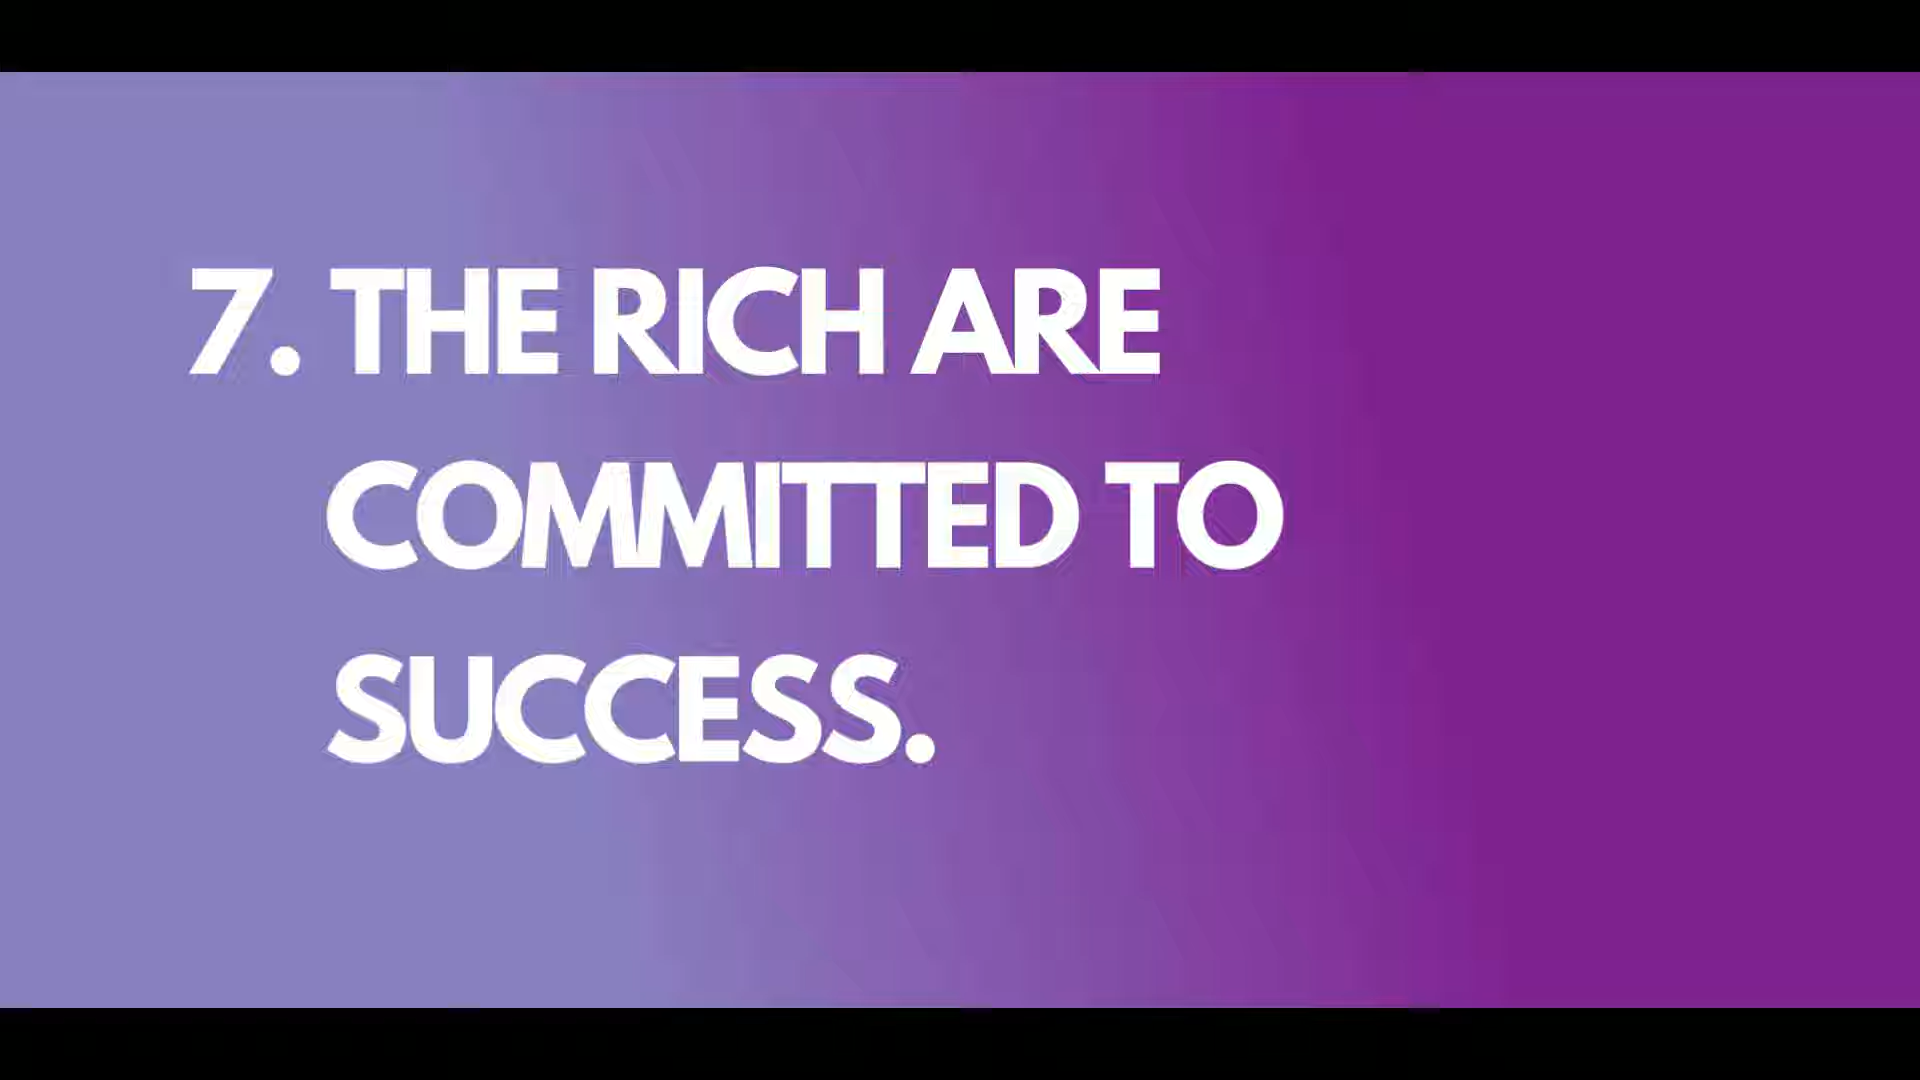 7. THE RICH ARE
COMMITTED TO
SUCCESS.